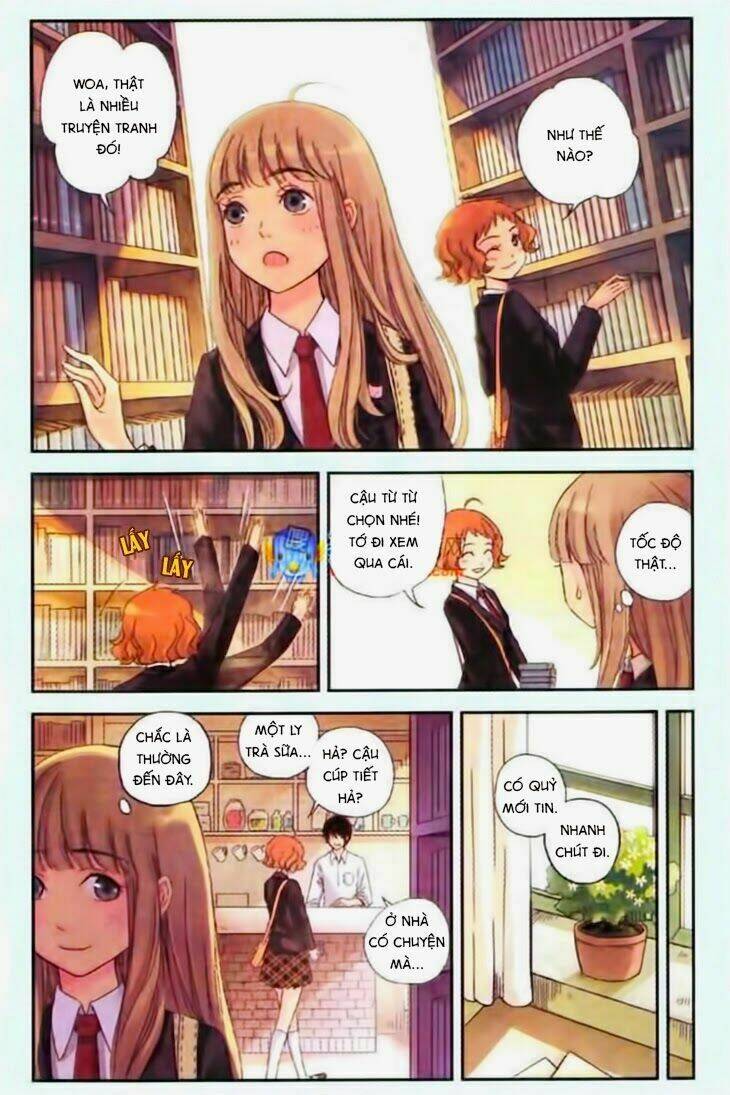 WOA, THẬT
LÀ NHIỀU
TRUYỆN TRANH
ĐÓ!
NHƯ THẾ
NÀO?
LẤY
LẤY
CẬU TỪ TỪ
CHỌN NHÉ!
TỚ ĐI XEM
QUA CÁI.
TỐC ĐỘ
THẬT...
CHẮC LÀ
THƯỜNG
ĐẾN ĐÂY.
MỘT LY
TRÀ SỮA...
HẢ? CẬU
CÚP TIẾT
HẢ?
Ở NHÀ
CÓ CHUYỆN
MÀ...
CÓ QUỶ
MỚI TIN.
NHANH
CHÚT ĐI.